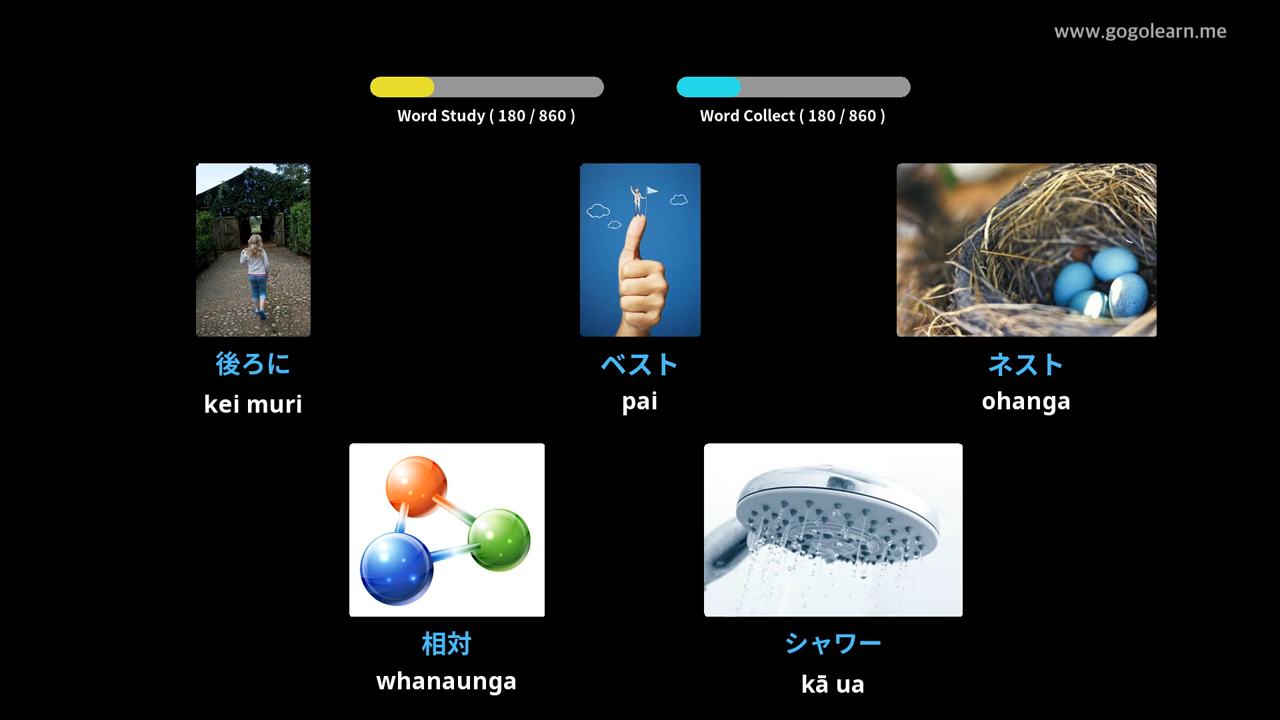 www.gogolearn.me
Word Study ( 180 / 860 )
Word Collect ( 180 / 860 )
後ろに
kei muri
ベスト
pai
ネスト
ohanga
相対
whanaunga
シャワー
kā ua